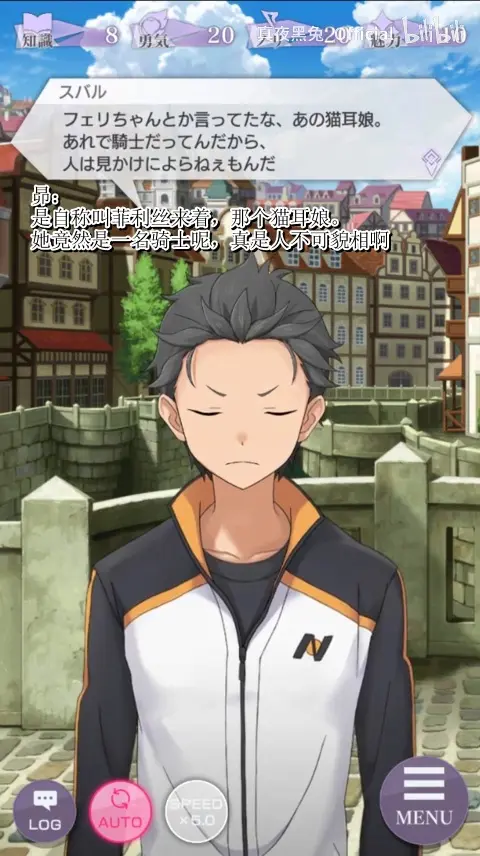 知識 8 勇気 20 20
真夜黑兔_Official bilibili
スバル
フェリちゃんとか言ってたな、あの猫耳娘。
あれで騎士だってんだから、
人は見かけによらねぇもんだ
昴：
是自称叫菲利丝来着，那个猫耳娘。
她竟然是一名骑士呢，真是人不可貌相啊
N
LOG
AUTO
SPEED
×5.0
MENU